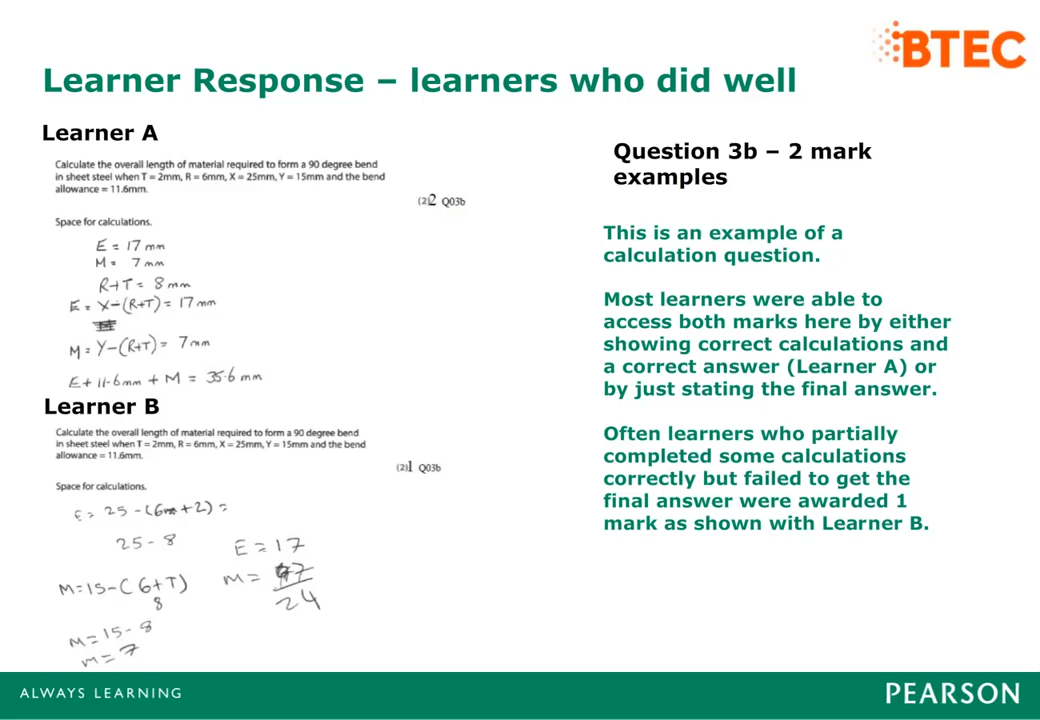 BTEC
Learner Response – learners who did well
Learner A
Calculate the overall length of material required to form a 90 degree bend
in sheet steel when T = 2mm, R = 6mm, X = 25mm, Y = 15mm and the bend
allowance = 11.6mm.
(2)2 Q03b
Space for calculations.
E = 17 mm
M = 7 mm
R+T = 8 mm
E = X-(R+T) = 17 mm
M = Y-(R+T) = 7 mm
E + 11.6mm + M = 35.6 mm
Learner B
Calculate the overall length of material required to form a 90 degree bend
in sheet steel when T = 2mm, R = 6mm, X = 25mm, Y = 15mm and the bend
allowance = 11.6mm.
(2)1 Q03b
Space for calculations.
E = 25 - (6m+2) =
25 - 8
M=15-(6+T)
8
M=15-8
M=7
E = 17
M = 7
24
Question 3b – 2 mark
examples
This is an example of a
calculation question.
Most learners were able to
access both marks here by either
showing correct calculations and
a correct answer (Learner A) or
by just stating the final answer.
Often learners who partially
completed some calculations
correctly but failed to get the
final answer were awarded 1
mark as shown with Learner B.
ALWAYS LEARNING
PEARSON